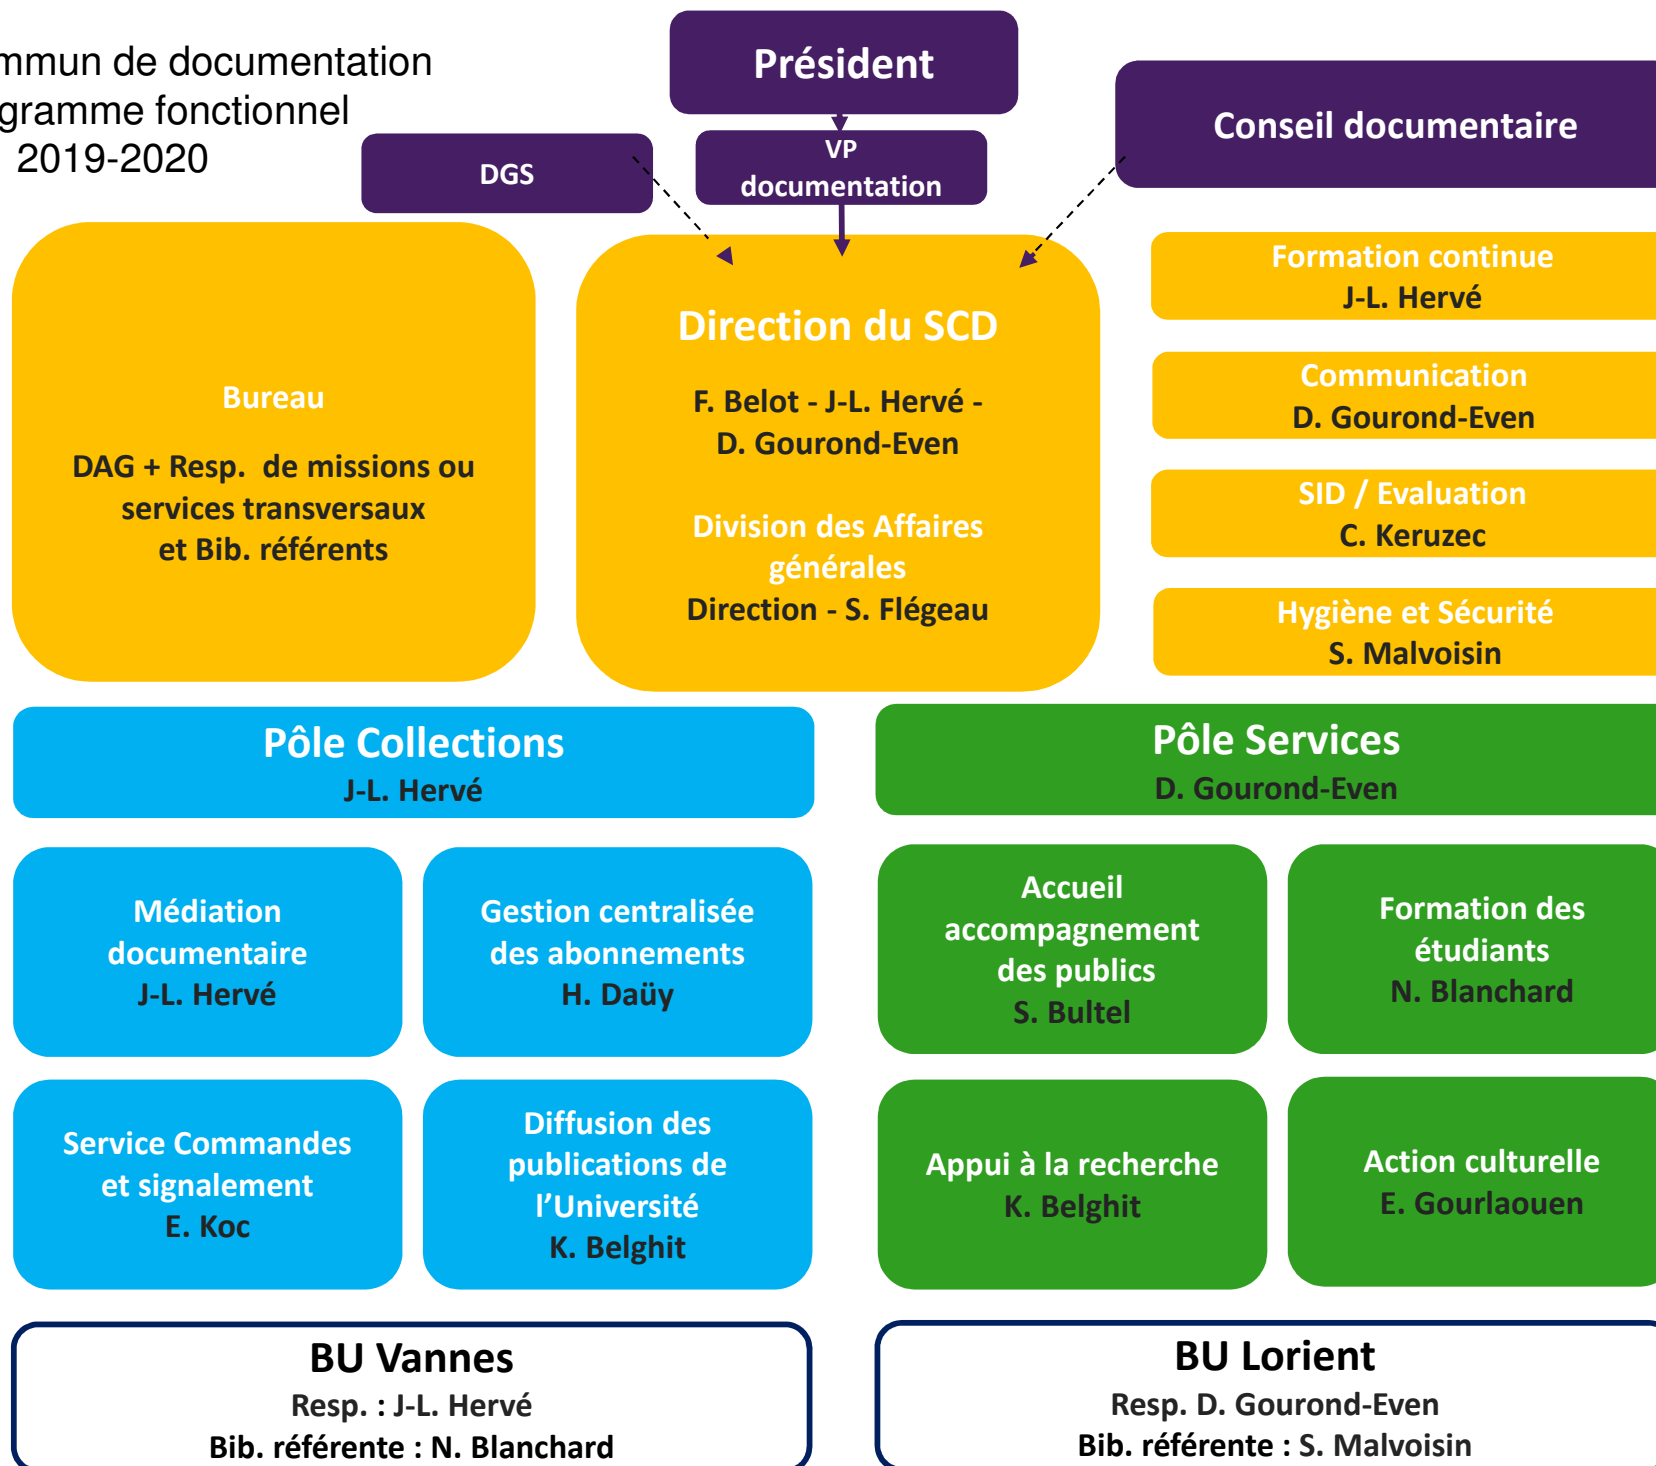 mmun de documentation
gramme fonctionnel
2019-2020
Président
Conseil documentaire
DGS
VP
documentation
Bureau
DAG + Resp. de missions ou
services transversaux
et Bib. référents
Direction du SCD
F. Belot - J-L. Hervé -
D. Gourond-Even
Division des Affaires
générales
Direction - S. Flégeau
Formation continue
J-L. Hervé
Communication
D. Gourond-Even
SID / Evaluation
C. Keruzec
Hygiène et Sécurité
S. Malvoisin
Pôle Collections
J-L. Hervé
Pôle Services
D. Gourond-Even
Médiation
documentaire
J-L. Hervé
Gestion centralisée
des abonnements
H. Daüy
Accueil
accompagnement
des publics
S. Bultel
Formation des
étudiants
N. Blanchard
Service Commandes
et signalement
E. Koc
Diffusion des
publications de
l’Université
K. Belghit
Appui à la recherche
K. Belghit
Action culturelle
E. Gourlaouen
BU Vannes
Resp. : J-L. Hervé
Bib. référente : N. Blanchard
BU Lorient
Resp. D. Gourond-Even
Bib. référente : S. Malvoisin